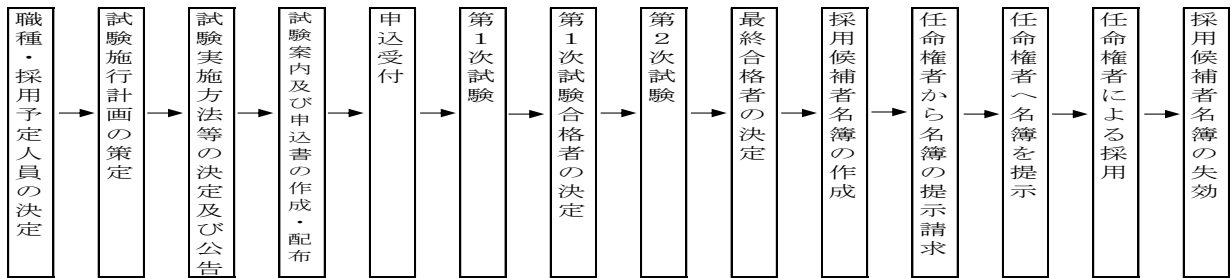 職種・採用予定人員の決定
試験施行計画の策定
試験実施方法等の決定及び公告
試験案内及び申込書の作成・配布
申込受付
第1次試験
第1次試験合格者の決定
第2次試験
最終合格者の決定
採用候補者名簿の作成
任命権者から名簿の提示請求
任命権者へ名簿を提示
任命権者による採用
採用候補者名簿の失効